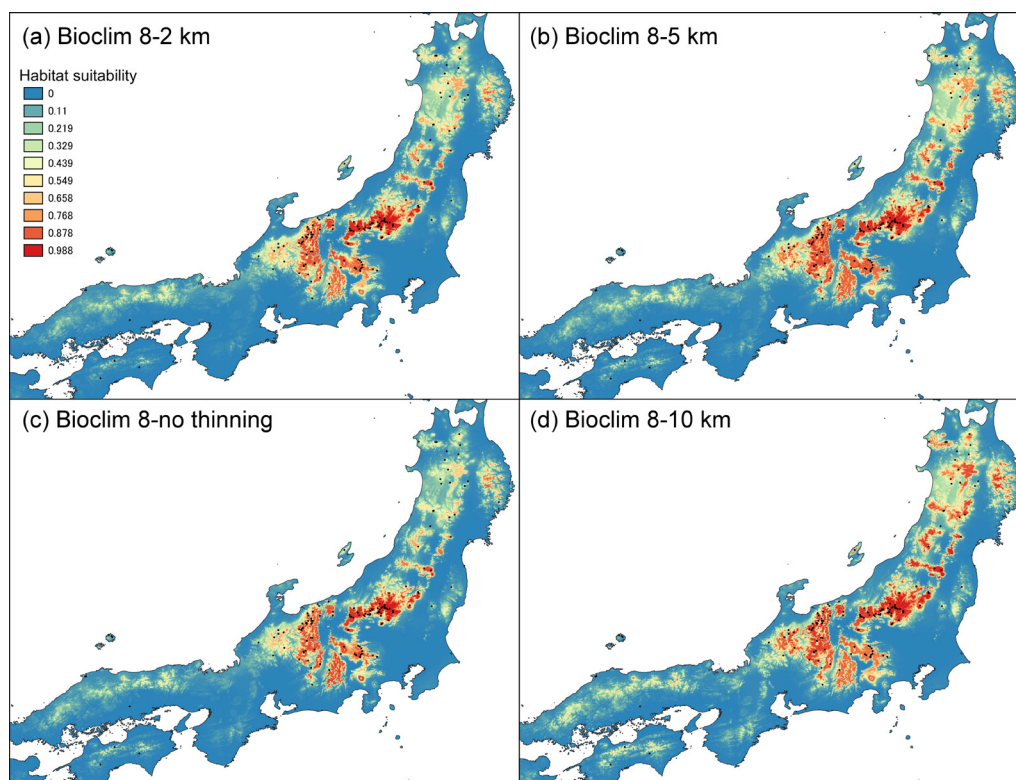 (a) Bioclim 8-2 km
Habitat suitability
0
0.11
0.219
0.329
0.439
0.549
0.658
0.768
0.878
0.988
(b) Bioclim 8-5 km
(c) Bioclim 8-no thinning
(d) Bioclim 8-10 km